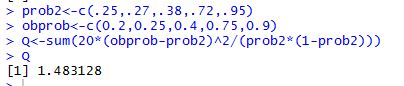 > prob2<-c(.25,.27,.38,.72,.95)
> obprob<-c(0.2,0.25,0.4,0.75,0.9)
> Q<-sum(20*(obprob-prob2)^2/(prob2*(1-prob2)))
> Q
[1] 1.483128
>